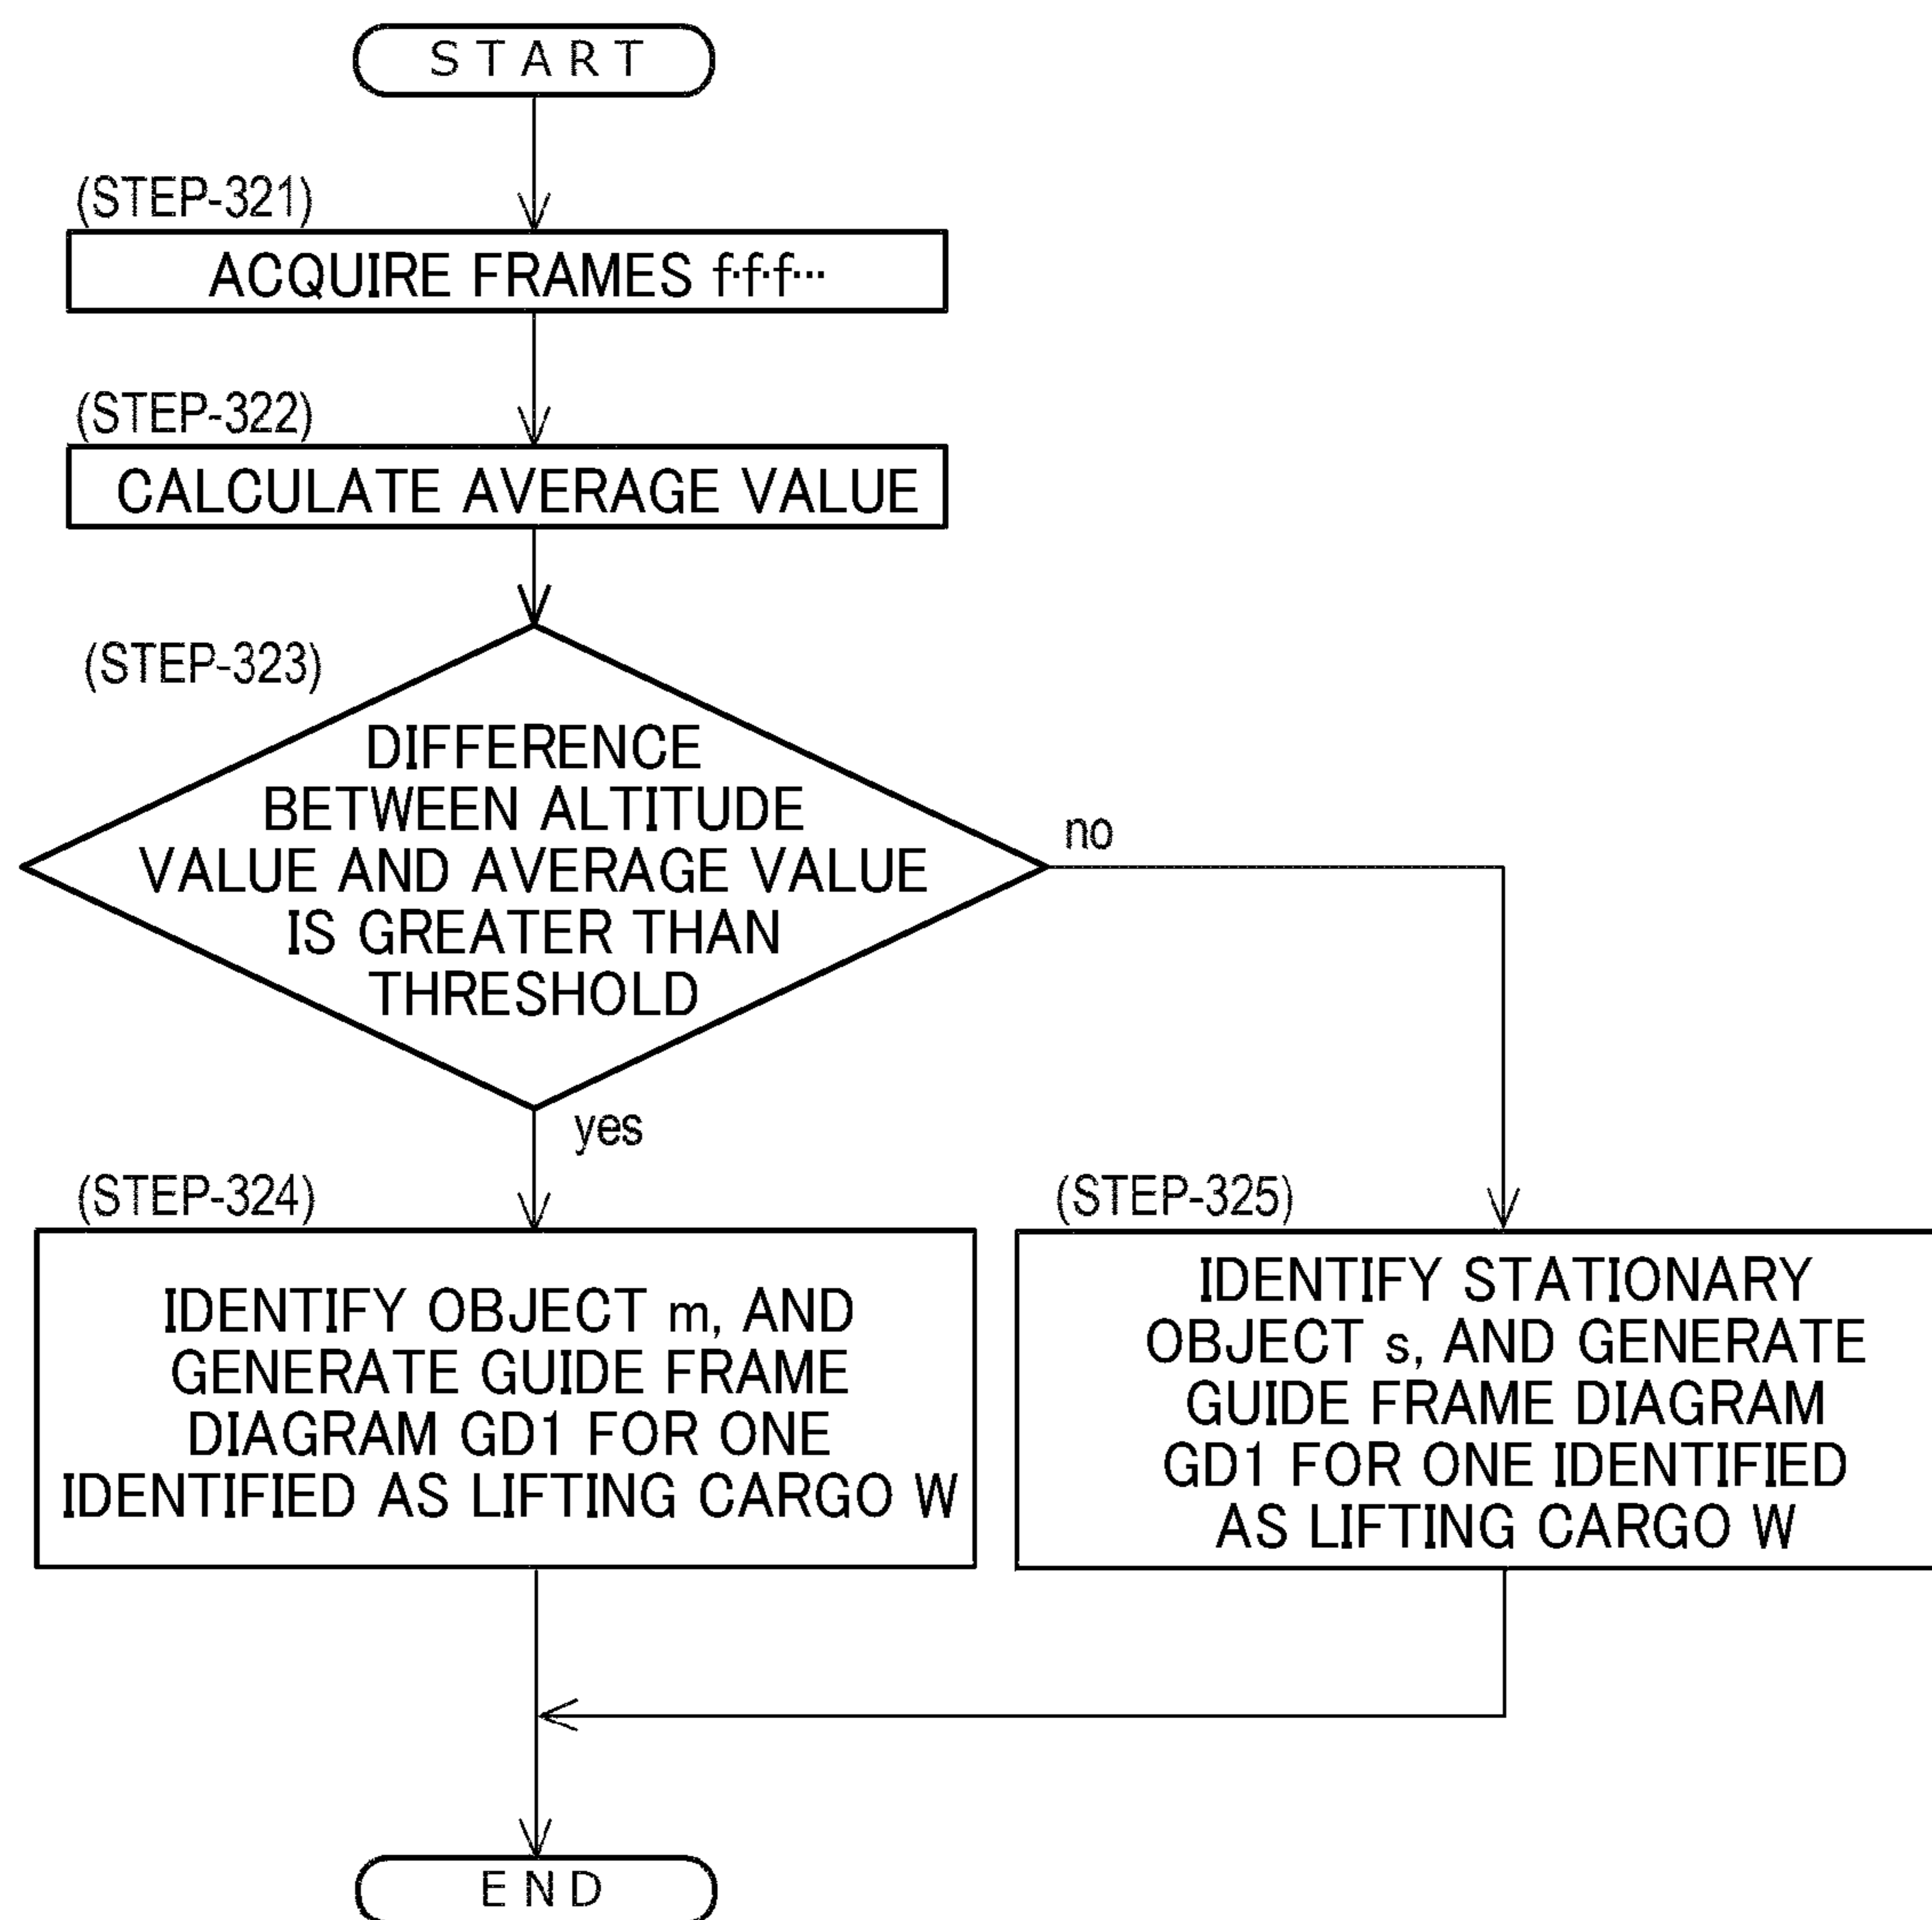 START
(STEP-321)
ACQUIRE FRAMES f·f·f···
(STEP-322)
CALCULATE AVERAGE VALUE
(STEP-323)
DIFFERENCE
BETWEEN ALTITUDE
VALUE AND AVERAGE VALUE
IS GREATER THAN
THRESHOLD
no
yes
(STEP-324)
IDENTIFY OBJECT m, AND
GENERATE GUIDE FRAME
DIAGRAM GD1 FOR ONE
IDENTIFIED AS LIFTING CARGO W
(STEP-325)
IDENTIFY STATIONARY
OBJECT s, AND GENERATE
GUIDE FRAME DIAGRAM
GD1 FOR ONE IDENTIFIED
AS LIFTING CARGO W
END